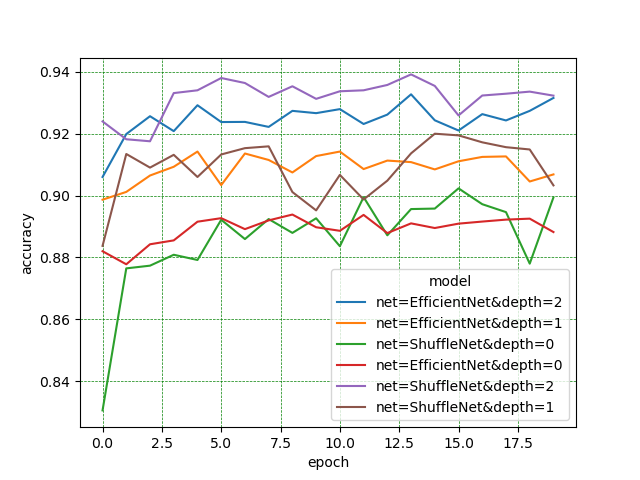 0.94
0.92
0.90
0.88
0.86
0.84
accuracy
0.0 2.5 5.0 7.5 10.0 12.5 15.0 17.5
epoch
model
net=EfficientNet&depth=2
net=EfficientNet&depth=1
net=ShuffleNet&depth=0
net=EfficientNet&depth=0
net=ShuffleNet&depth=2
net=ShuffleNet&depth=1